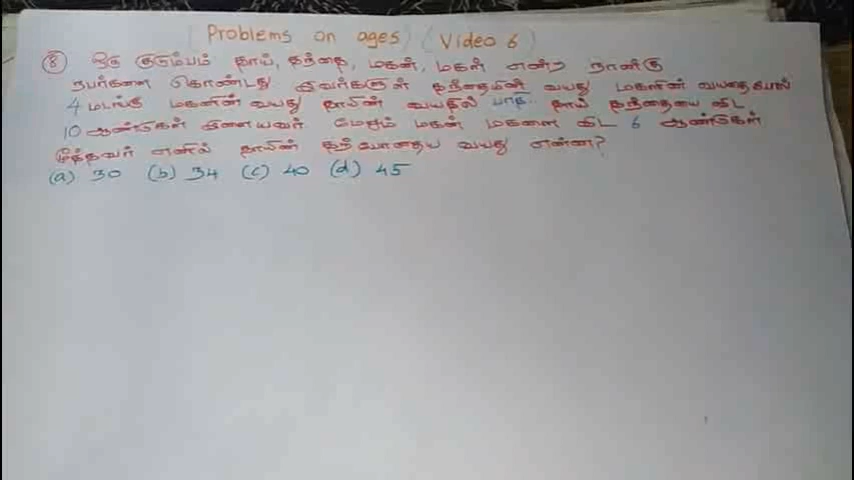 (Problems on ages) (Video 6)
⑧ ஒரு குடும்பம் தாய், தந்தை, மகன், மகள் என்ற நான்கு
நபர்களை கொண்டது இவர்களுள் தந்தையின் வயது மகளின் வயதைபோல்
4 மடங்கு மகனின் வயது தாயின் வயதில் பாதி. தாய் தந்தையை விட
10 ஆண்டுகள் இளையவர் மேலும் மகன் மகளை விட 6 ஆண்டுகள்
மூத்தவர் எனில் தாயின் தற்போதைய வயது என்ன?
(a) 30 (b) 34 (c) 40 (d) 45